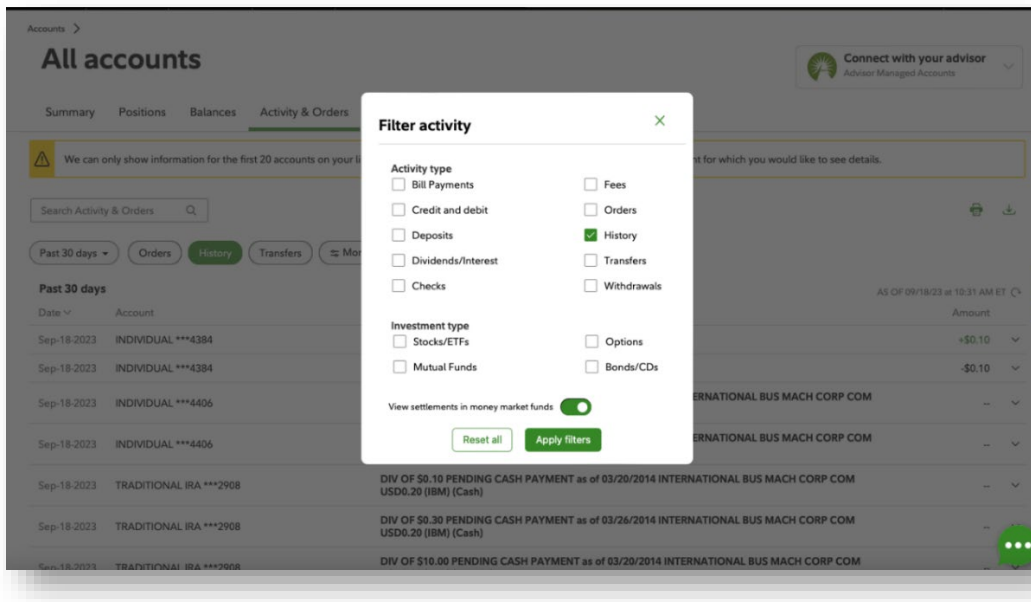 Accounts
All accounts
Connect with your advisor
Advisor Managed Accounts
Summary Positions Balances Activity & Orders
We can only show information for the first 20 accounts on your li
nt for which you would like to see details.
Search Activity & Orders
Past 30 days Orders History Transfers Mor
Past 30 days
AS OF 09/18/23 at 10:31 AM ET
Date Account Amount
Sep-18-2023 INDIVIDUAL ***4384 +$0.10
Sep-18-2023 INDIVIDUAL ***4384 -$0.10
Sep-18-2023 INDIVIDUAL ***4406 ERNATIONAL BUS MACH CORP COM --
Sep-18-2023 INDIVIDUAL ***4406 ERNATIONAL BUS MACH CORP COM --
Sep-18-2023 TRADITIONAL IRA ***2908 DIV OF $0.10 PENDING CASH PAYMENT as of 03/20/2014 INTERNATIONAL BUS MACH CORP COM --
USD0.20 (IBM) (Cash)
Sep-18-2023 TRADITIONAL IRA ***2908 DIV OF $0.30 PENDING CASH PAYMENT as of 03/26/2014 INTERNATIONAL BUS MACH CORP COM --
USD0.20 (IBM) (Cash)
Sep-18-2023 TRADITIONAL IRA ***2908 DIV OF $10.00 PENDING CASH PAYMENT as of 03/20/2014 INTERNATIONAL BUS MACH CORP COM
Filter activity
Activity type
Bill Payments Fees
Credit and debit Orders
Deposits History
Dividends/Interest Transfers
Checks Withdrawals
Investment type
Stocks/ETFs Options
Mutual Funds Bonds/CDs
View settlements in money market funds
Reset all Apply filters